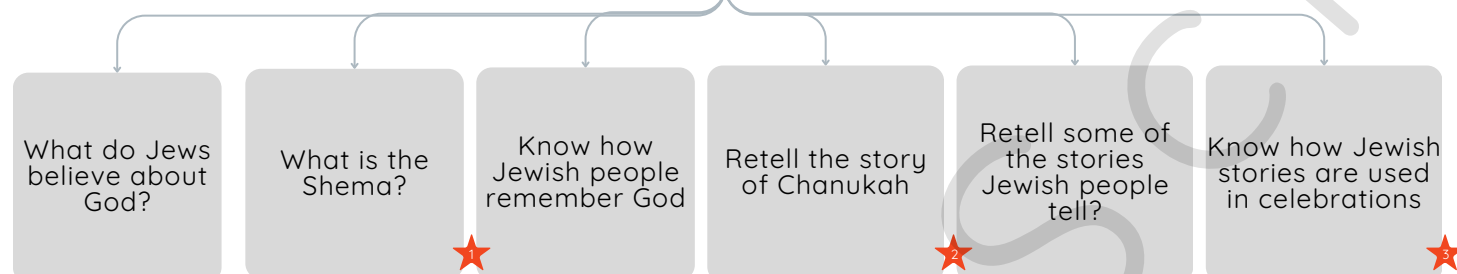 What do Jews
believe about
God?
What is the
Shema?
1
Know how
Jewish people
remember God
Retell the story
of Chanukah
2
Retell some of
the stories
Jewish people
tell?
Know how Jewish
stories are used
in celebrations
3